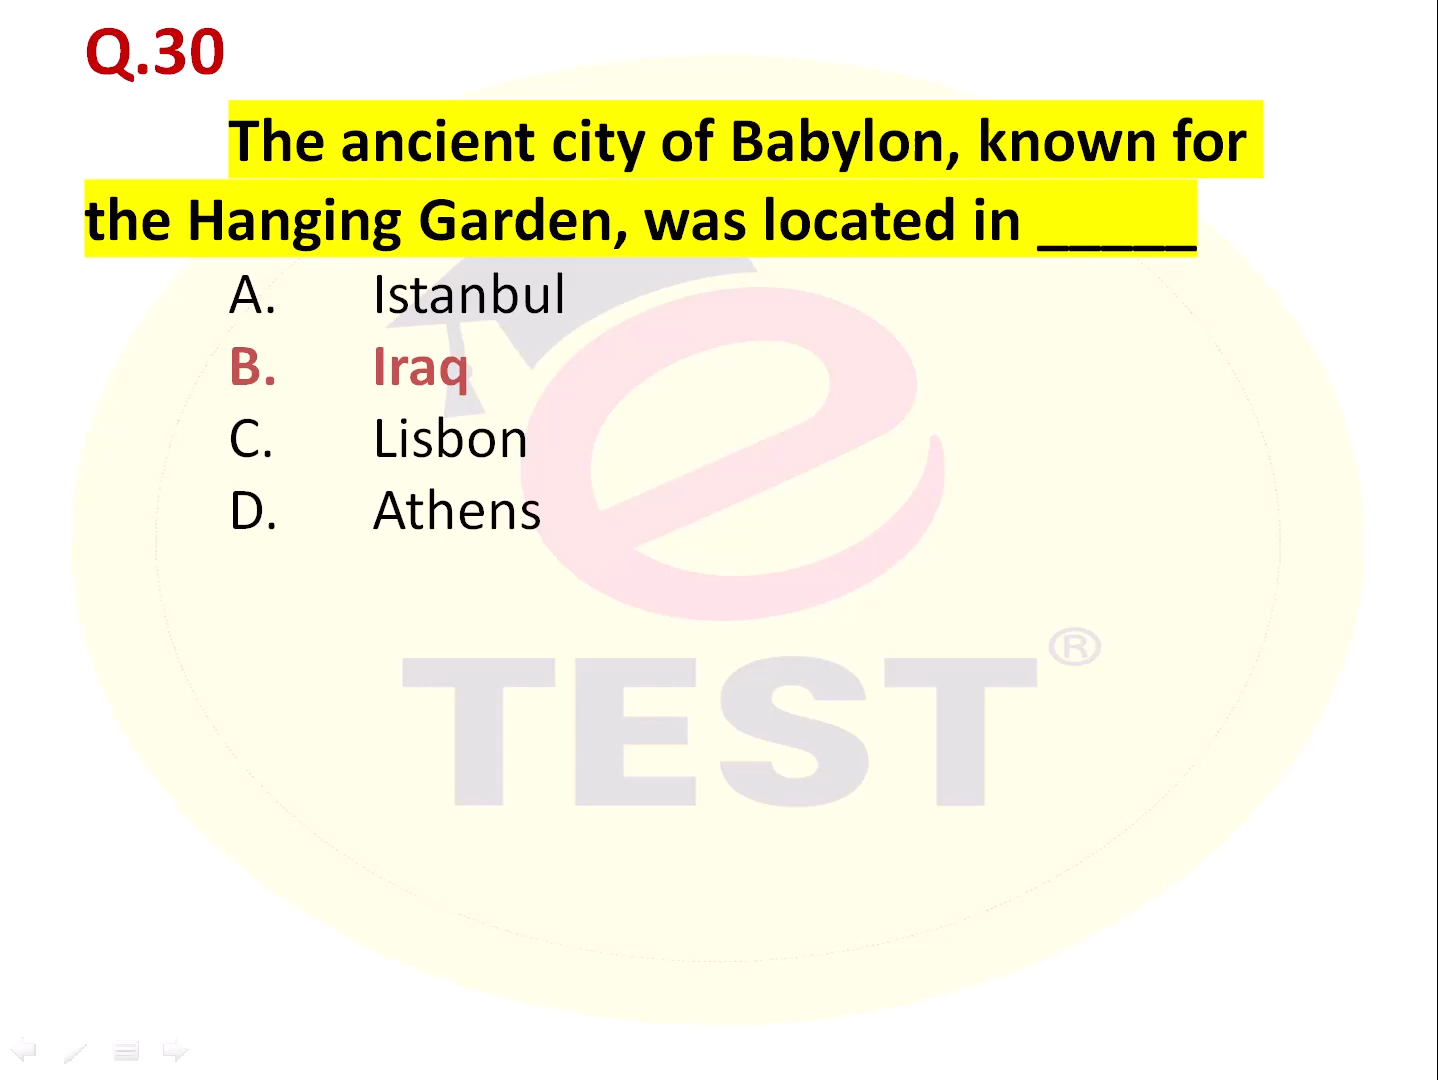 Q.30
The ancient city of Babylon, known for
the Hanging Garden, was located in _____
A. Istanbul
B. Iraq
C. Lisbon
D. Athens
e
TEST®